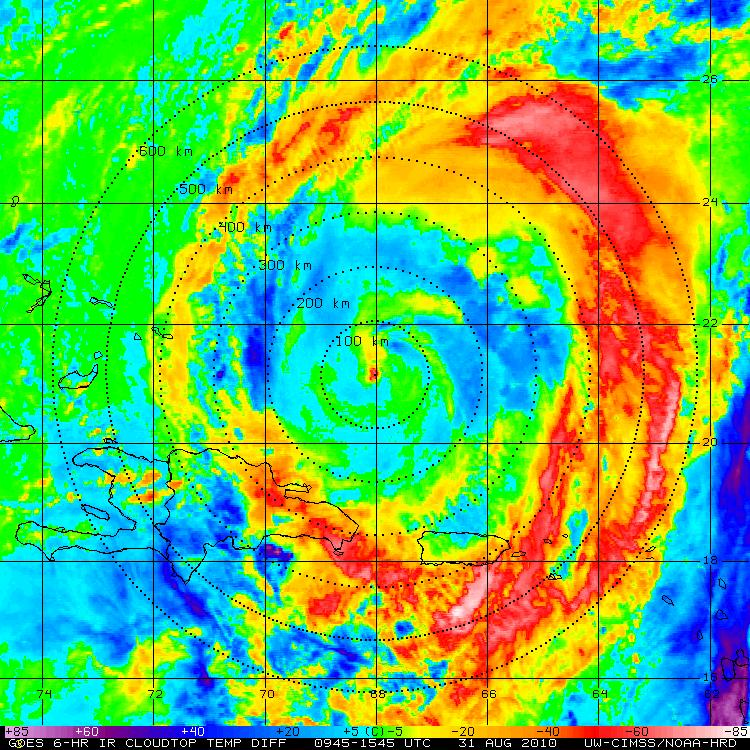 26
600 km
500 km
24
400 km
300 km
200 km
22
100 km
20
18
16
74 72 70 68 66 64
+85 +60 +40 +20 +5 (C) -5 -20 -40 -60 -85
GOES 6-HR IR CLOUDTOP TEMP DIFF 0945-1545 UTC 31 AUG 2010 UW-CIMSS/NOAA-HRD